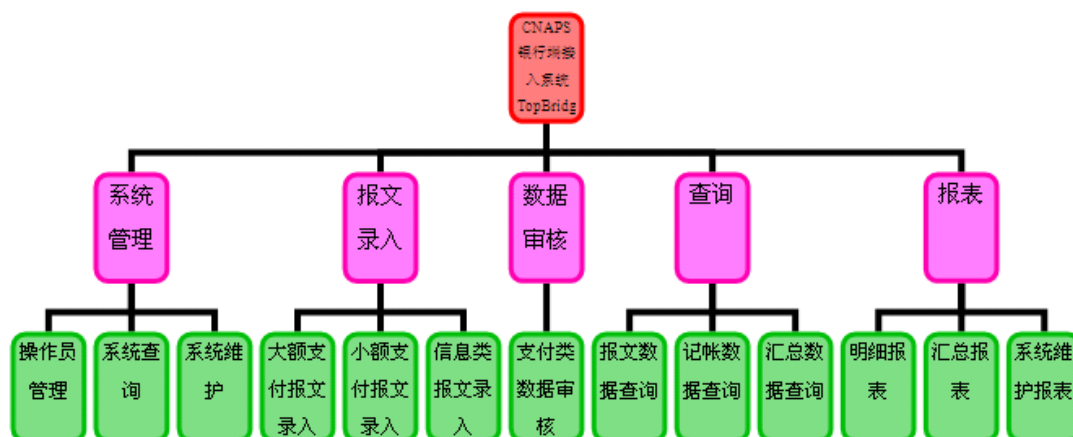 CNAPS
银行端接
入系统
TopBridg
系统
管理
报文
录入
数据
审核
查询
报表
操作员
管理
系统查
询
系统维
护
大额支
付报文
录入
小额支
付报文
录入
信息类
报文录
入
支付类
数据审
核
报文数
据查询
记帐数
据查询
汇总数
据查询
明细报
表
汇总报
表
系统维
护报表